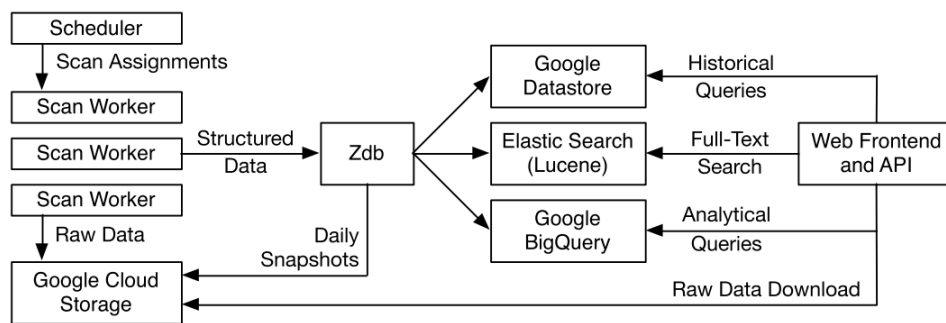 Scheduler
Scan Assignments
Scan Worker
Scan Worker
Scan Worker
Raw Data
Google Cloud
Storage
Structured
Data
Zdb
Daily
Snapshots
Google
Datastore
Elastic Search
(Lucene)
Google
BigQuery
Historical
Queries
Full-Text
Search
Analytical
Queries
Web Frontend
and API
Raw Data Download